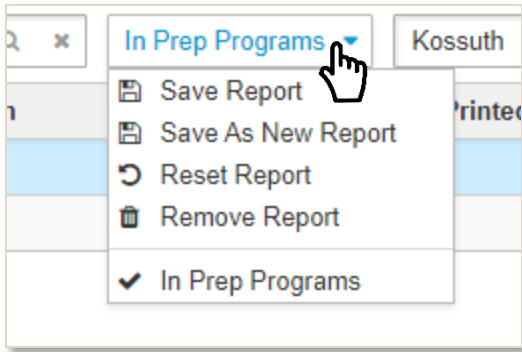 In Prep Programs Kossuth
Save Report
Save As New Report
Reset Report
Remove Report
In Prep Programs